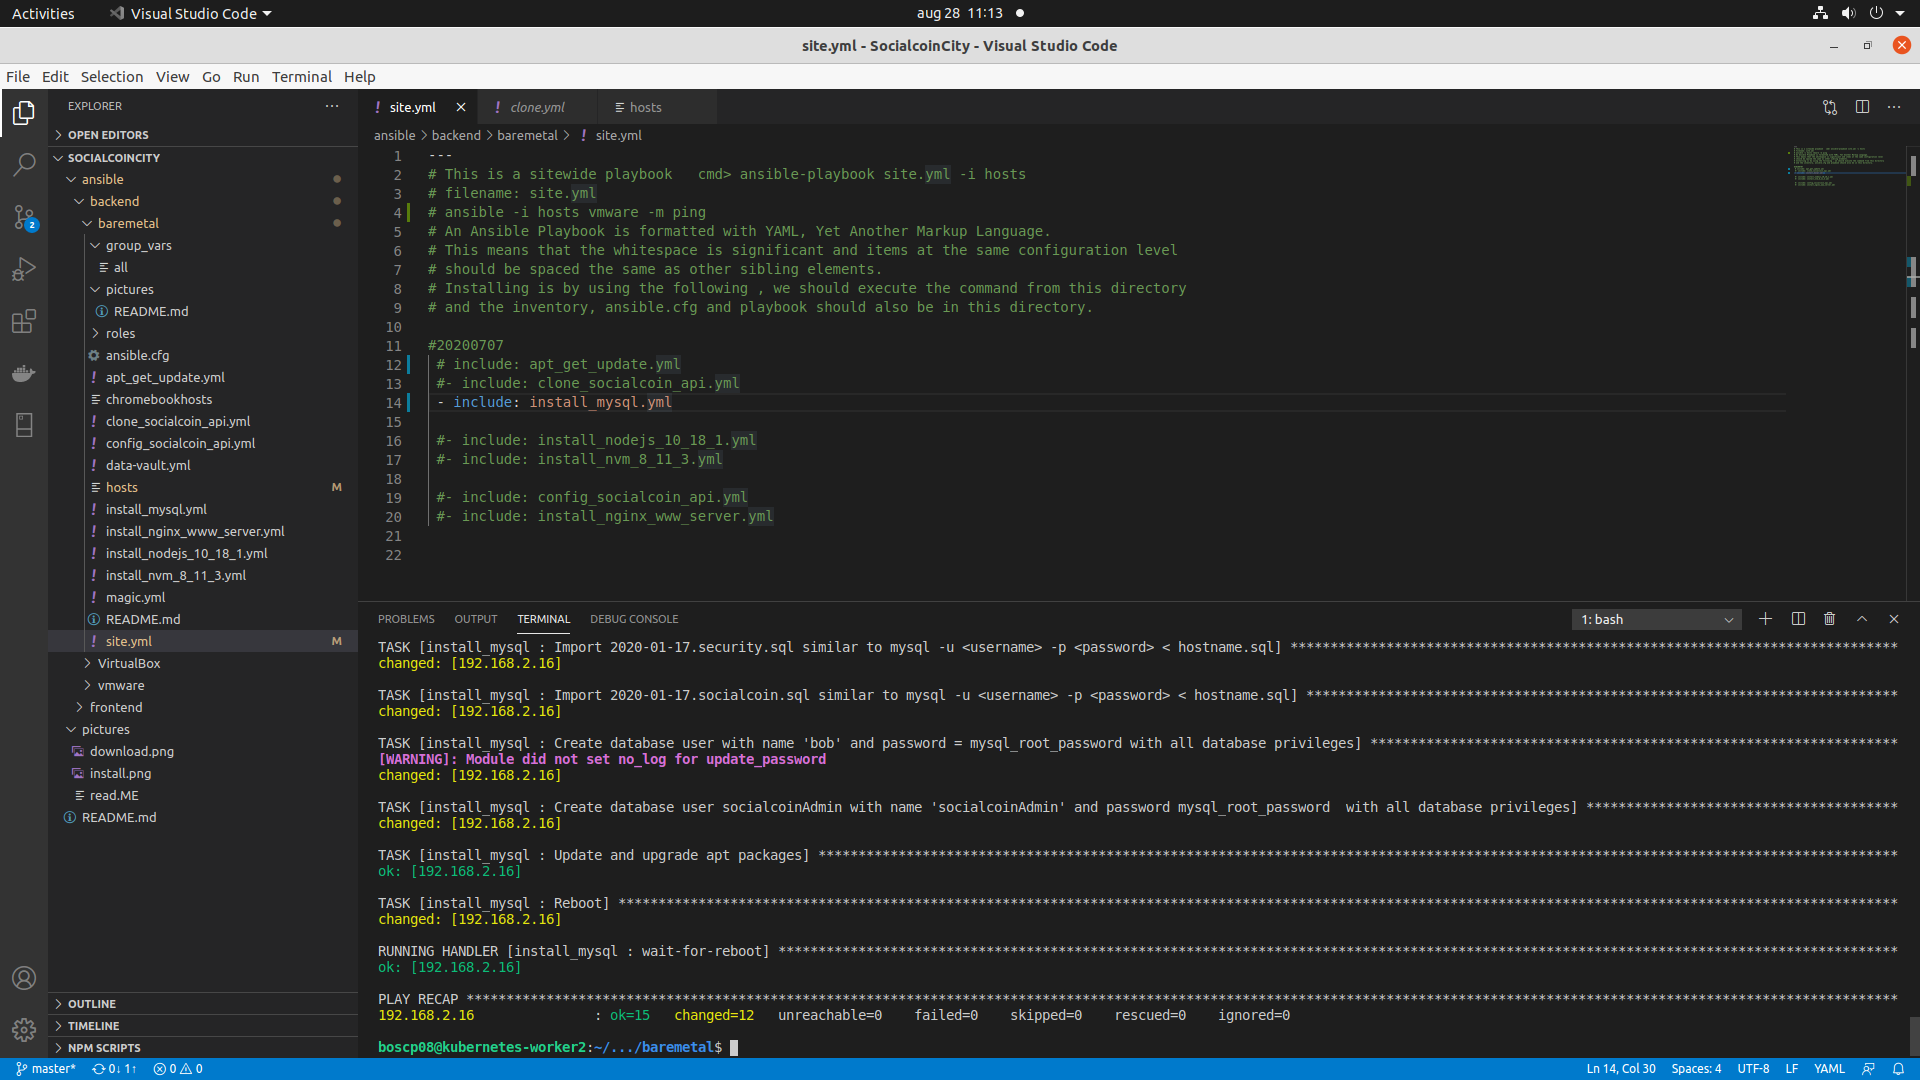 Activities
Visual Studio Code
aug 28 11:13
site.yml - SocialcoinCity - Visual Studio Code
File Edit Selection View Go Run Terminal Help
EXPLORER
OPEN EDITORS
SOCIALCOINCITY
ansible
backend
baremetal
group_vars
all
pictures
README.md
roles
ansible.cfg
apt_get_update.yml
chromebookhosts
clone_socialcoin_api.yml
config_socialcoin_api.yml
data-vault.yml
hosts M
install_mysql.yml
install_nginx_www_server.yml
install_nodejs_10_18_1.yml
install_nvm_8_11_3.yml
magic.yml
README.md
site.yml M
VirtualBox
vmware
frontend
pictures
download.png
install.png
read.ME
README.md
OUTLINE
TIMELINE
NPM SCRIPTS
2
! site.yml
! clone.yml
hosts
ansible > backend > baremetal > ! site.yml
1 ---
2 # This is a sitewide playbook   cmd> ansible-playbook site.yml -i hosts
3 # filename: site.yml
4 # ansible -i hosts vmware -m ping
5 # An Ansible Playbook is formatted with YAML, Yet Another Markup Language.
6 # This means that the whitespace is significant and items at the same configuration level
7 # should be spaced the same as other sibling elements.
8 # Installing is by using the following , we should execute the command from this directory
9 # and the inventory, ansible.cfg and playbook should also be in this directory.
10
11 #20200707
12 # include: apt_get_update.yml
13 #- include: clone_socialcoin_api.yml
14 - include: install_mysql.yml
15
16 #- include: install_nodejs_10_18_1.yml
17 #- include: install_nvm_8_11_3.yml
18
19 #- include: config_socialcoin_api.yml
20 #- include: install_nginx_www_server.yml
21
22
PROBLEMS OUTPUT TERMINAL DEBUG CONSOLE
1: bash
TASK [install_mysql : Import 2020-01-17.security.sql similar to mysql -u <username> -p <password> < hostname.sql] ****************************************************************************
changed: [192.168.2.16]
TASK [install_mysql : Import 2020-01-17.socialcoin.sql similar to mysql -u <username> -p <password> < hostname.sql] **************************************************************************
changed: [192.168.2.16]
TASK [install_mysql : Create database user with name 'bob' and password = mysql_root_password with all database privileges] ******************************************************************
[WARNING]: Module did not set no_log for update_password
changed: [192.168.2.16]
TASK [install_mysql : Create database user socialcoinAdmin with name 'socialcoinAdmin' and password mysql_root_password  with all database privileges] ***************************************
changed: [192.168.2.16]
TASK [install_mysql : Update and upgrade apt packages] ***************************************************************************************************************************************
ok: [192.168.2.16]
TASK [install_mysql : Reboot] ****************************************************************************************************************************************************************
changed: [192.168.2.16]
RUNNING HANDLER [install_mysql : wait-for-reboot] ********************************************************************************************************************************************
ok: [192.168.2.16]
PLAY RECAP ***********************************************************************************************************************************************************************************
192.168.2.16               : ok=15   changed=12   unreachable=0    failed=0    skipped=0    rescued=0    ignored=0
boscp08@kubernetes-worker2:~/.../baremetal$
master* 0↓ 1↑ 0 0
Ln 14, Col 30 Spaces: 4 UTF-8 LF YAML